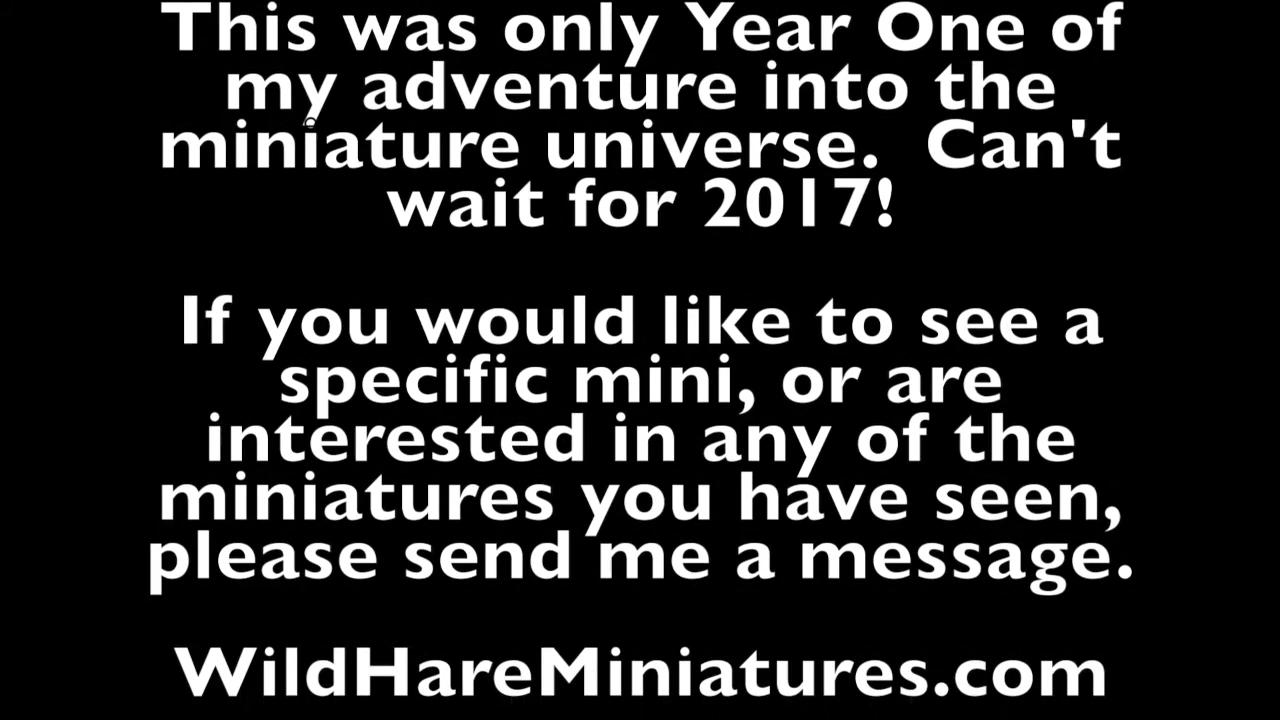 This was only Year One of
my adventure into the
miniature universe.  Can't
wait for 2017!
If you would like to see a
specific mini, or are
interested in any of the
miniatures you have seen,
please send me a message.
WildHareMiniatures.com